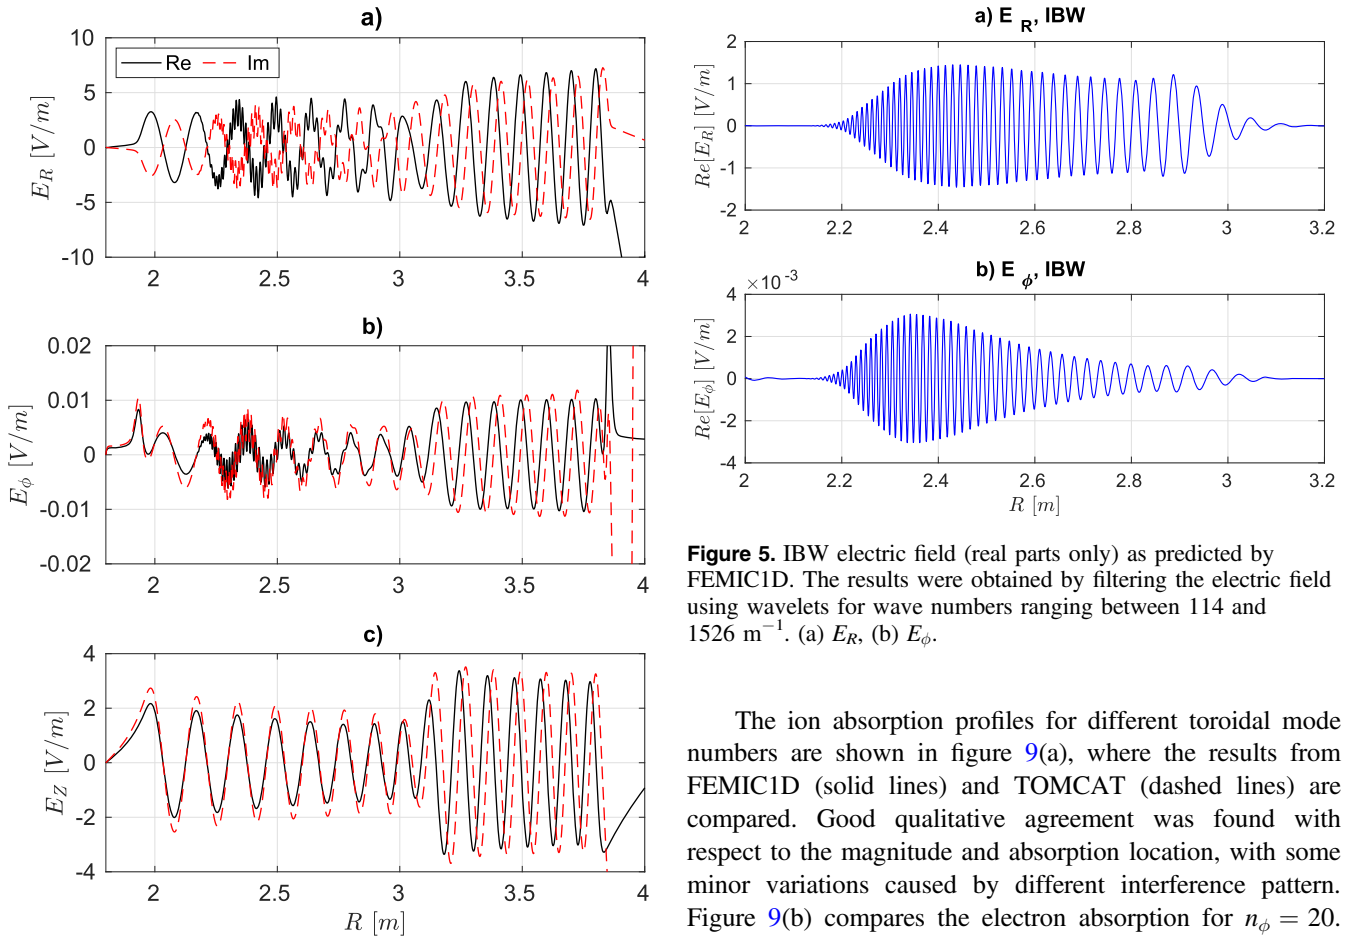 a)
10
5
0
-5
-10
E_R [V/m]
Re
Im
2
2.5
3
3.5
4
b)
0.02
0.01
0
-0.01
-0.02
E_ϕ [V/m]
2
2.5
3
3.5
4
c)
4
2
0
-2
-4
E_Z [V/m]
2
2.5
3
3.5
4
R [m]
a) E_R, IBW
2
1
0
-1
-2
Re[E_R] [V/m]
2
2.2
2.4
2.6
2.8
3
3.2
b) E_ϕ, IBW
×10^-3
4
2
0
-2
-4
Re[E_ϕ] [V/m]
2
2.2
2.4
2.6
2.8
3
3.2
R [m]
Figure 5. IBW electric field (real parts only) as predicted by
FEMIC1D. The results were obtained by filtering the electric field
using wavelets for wave numbers ranging between 114 and
1526 m⁻¹. (a) E_R, (b) E_ϕ.
The ion absorption profiles for different toroidal mode
numbers are shown in figure 9(a), where the results from
FEMIC1D (solid lines) and TOMCAT (dashed lines) are
compared. Good qualitative agreement was found with
respect to the magnitude and absorption location, with some
minor variations caused by different interference pattern.
Figure 9(b) compares the electron absorption for n_ϕ = 20.